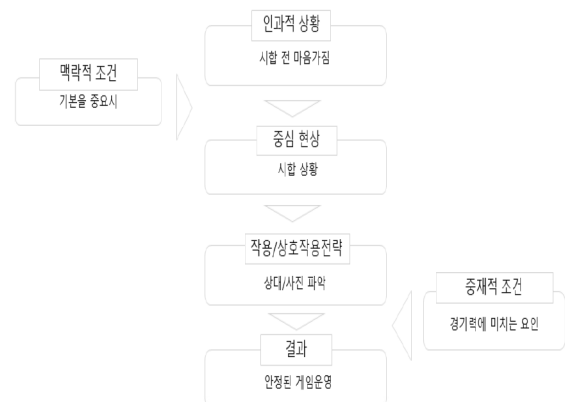 인과적 상황
시합 전 마음가짐
맥락적 조건
기본을 중요시
중심 현상
시합 상황
작용/상호작용전략
상대/사진 파악
중재적 조건
경기력에 미치는 요인
결과
안정된 게임운영